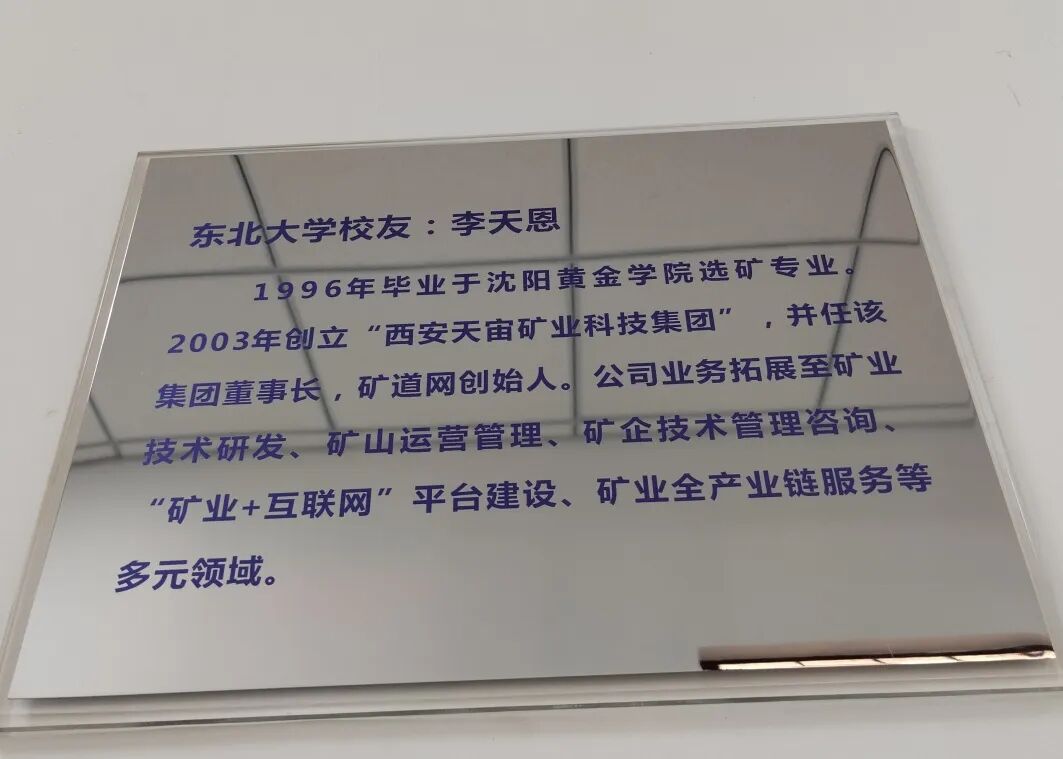 东北大学校友：李天恩
1996年毕业于沈阳黄金学院选矿专业。
2003年创立“西安天宙矿业科技集团”，并任该
集团董事长，矿道网创始人。公司业务拓展至矿业
技术研发、矿山运营管理、矿企技术管理咨询、
“矿业+互联网”平台建设、矿业全产业链服务等
多元领域。